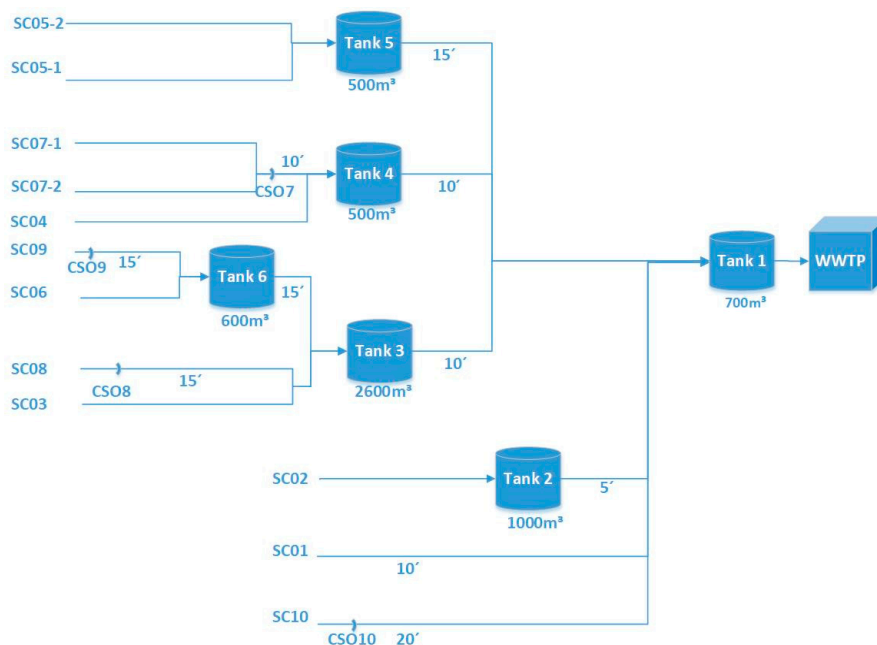 SC05-2
Tank 5
15´
SC05-1
500m³
SC07-1
10´
Tank 4
SC07-2
CSO7
10´
500m³
SC04
SC09
CSO9
15´
Tank 6
15´
SC06
600m³
Tank 1
WWTP
700m³
Tank 3
10´
SC08
CSO8
15´
2600m³
SC03
SC02
Tank 2
5´
1000m³
SC01
10´
SC10
CSO10
20´